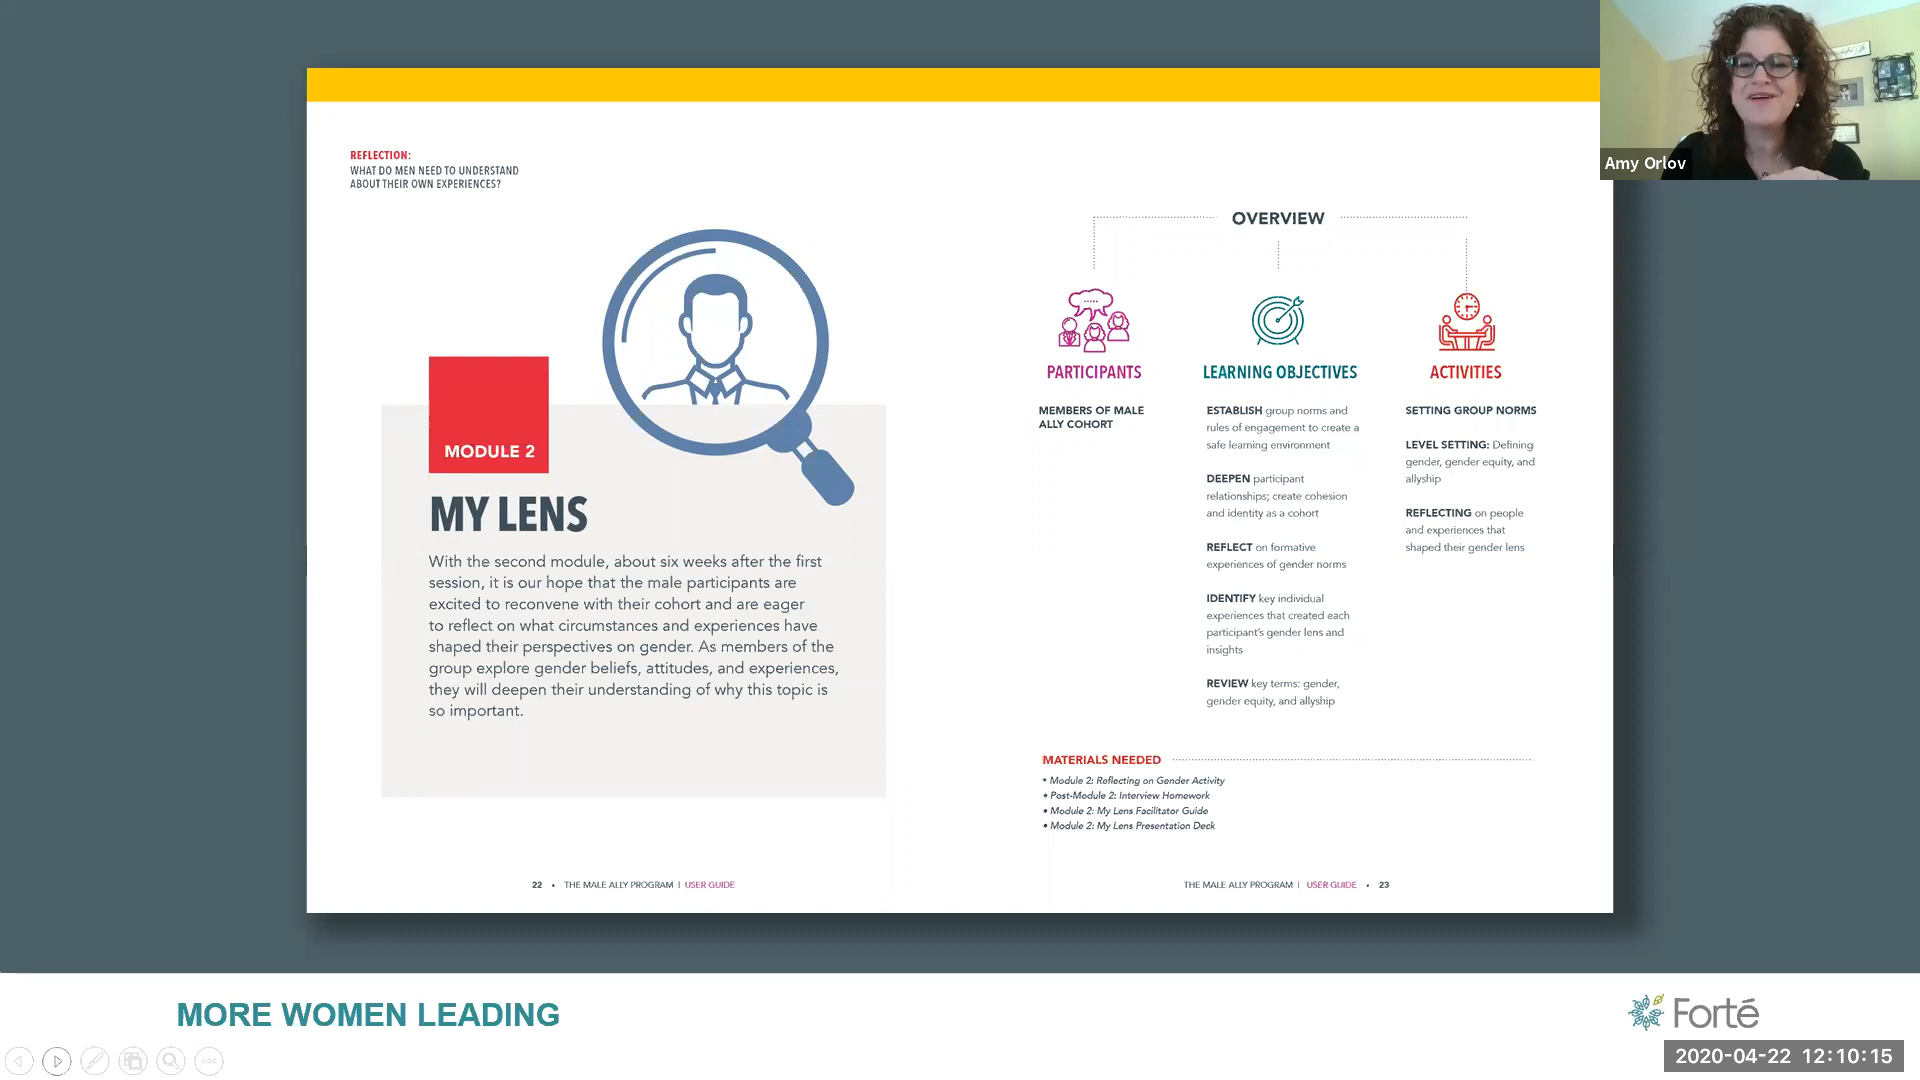 REFLECTION:
WHAT DO MEN NEED TO UNDERSTAND
ABOUT THEIR OWN EXPERIENCES?
MODULE 2
MY LENS
With the second module, about six weeks after the first
session, it is our hope that the male participants are
excited to reconvene with their cohort and are eager
to reflect on what circumstances and experiences have
shaped their perspectives on gender. As members of the
group explore gender beliefs, attitudes, and experiences,
they will deepen their understanding of why this topic is
so important.
22 • THE MALE ALLY PROGRAM | USER GUIDE
OVERVIEW
PARTICIPANTS
MEMBERS OF MALE
ALLY COHORT
LEARNING OBJECTIVES
ESTABLISH group norms and
rules of engagement to create a
safe learning environment
DEEPEN participant
relationships; create cohesion
and identity as a cohort
REFLECT on formative
experiences of gender norms
IDENTIFY key individual
experiences that created each
participant's gender lens and
insights
REVIEW key terms: gender,
gender equity, and allyship
ACTIVITIES
SETTING GROUP NORMS
LEVEL SETTING: Defining
gender, gender equity, and
allyship
REFLECTING on people
and experiences that
shaped their gender lens
MATERIALS NEEDED
• Module 2: Reflecting on Gender Activity
• Post-Module 2: Interview Homework
• Module 2: My Lens Facilitator Guide
• Module 2: My Lens Presentation Deck
THE MALE ALLY PROGRAM | USER GUIDE • 23
Amy Orlov
MORE WOMEN LEADING
Forté
2020-04-22 12:10:15